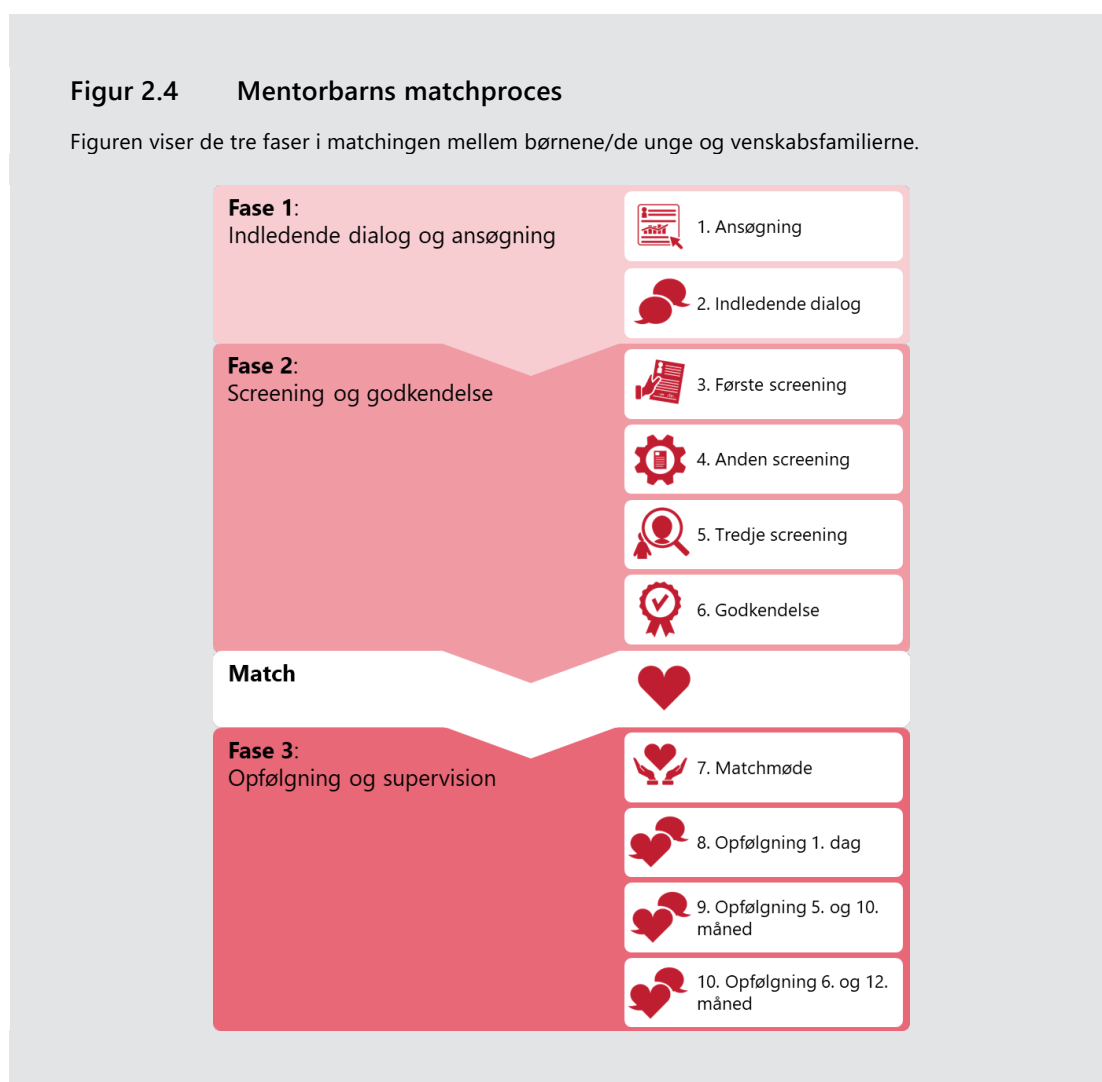 Figur 2.4 Mentorbarns matchproces
Figuren viser de tre faser i matchingen mellem børnene/de unge og venskabsfamilierne.
Fase 1:
Indledende dialog og ansøgning
1. Ansøgning
2. Indledende dialog
Fase 2:
Screening og godkendelse
3. Første screening
4. Anden screening
5. Tredje screening
6. Godkendelse
Match
Fase 3:
Opfølgning og supervision
7. Matchmøde
8. Opfølgning 1. dag
9. Opfølgning 5. og 10.
måned
10. Opfølgning 6. og 12.
måned